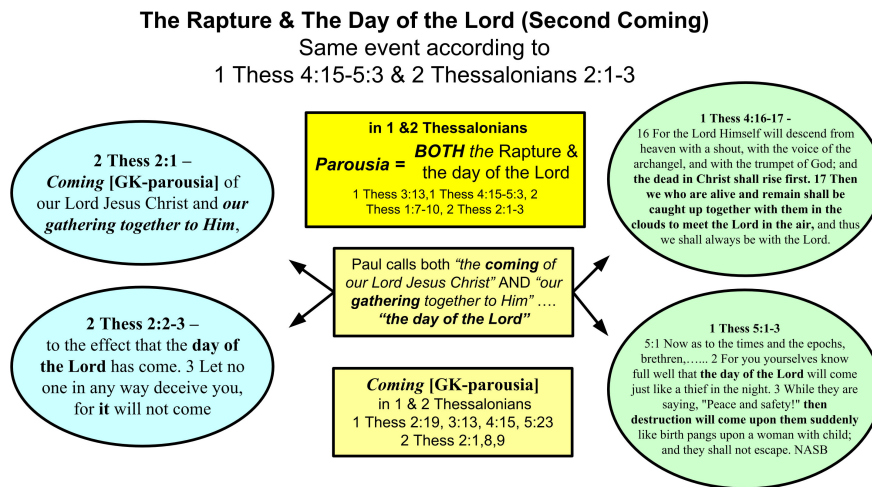 The Rapture & The Day of the Lord (Second Coming)
Same event according to
1 Thess 4:15-5:3 & 2 Thessalonians 2:1-3
2 Thess 2:1 –
Coming [GK-parousia] of
our Lord Jesus Christ and our
gathering together to Him,
in 1 &2 Thessalonians
Parousia = BOTH the Rapture &
the day of the Lord
1 Thess 3:13,1 Thess 4:15-5:3, 2
Thess 1:7-10, 2 Thess 2:1-3
1 Thess 4:16-17 -
16 For the Lord Himself will descend from
heaven with a shout, with the voice of the
archangel, and with the trumpet of God; and
the dead in Christ shall rise first. 17 Then
we who are alive and remain shall be
caught up together with them in the
clouds to meet the Lord in the air, and thus
we shall always be with the Lord.
Paul calls both “the coming of
our Lord Jesus Christ” AND “our
gathering together to Him” ….
“the day of the Lord”
2 Thess 2:2-3 –
to the effect that the day of
the Lord has come. 3 Let no
one in any way deceive you,
for it will not come
Coming [GK-parousia]
in 1 & 2 Thessalonians
1 Thess 2:19, 3:13, 4:15, 5:23
2 Thess 2:1,8,9
1 Thess 5:1-3
5:1 Now as to the times and the epochs,
brethren,…... 2 For you yourselves know
full well that the day of the Lord will come
just like a thief in the night. 3 While they are
saying, "Peace and safety!" then
destruction will come upon them suddenly
like birth pangs upon a woman with child;
and they shall not escape. NASB